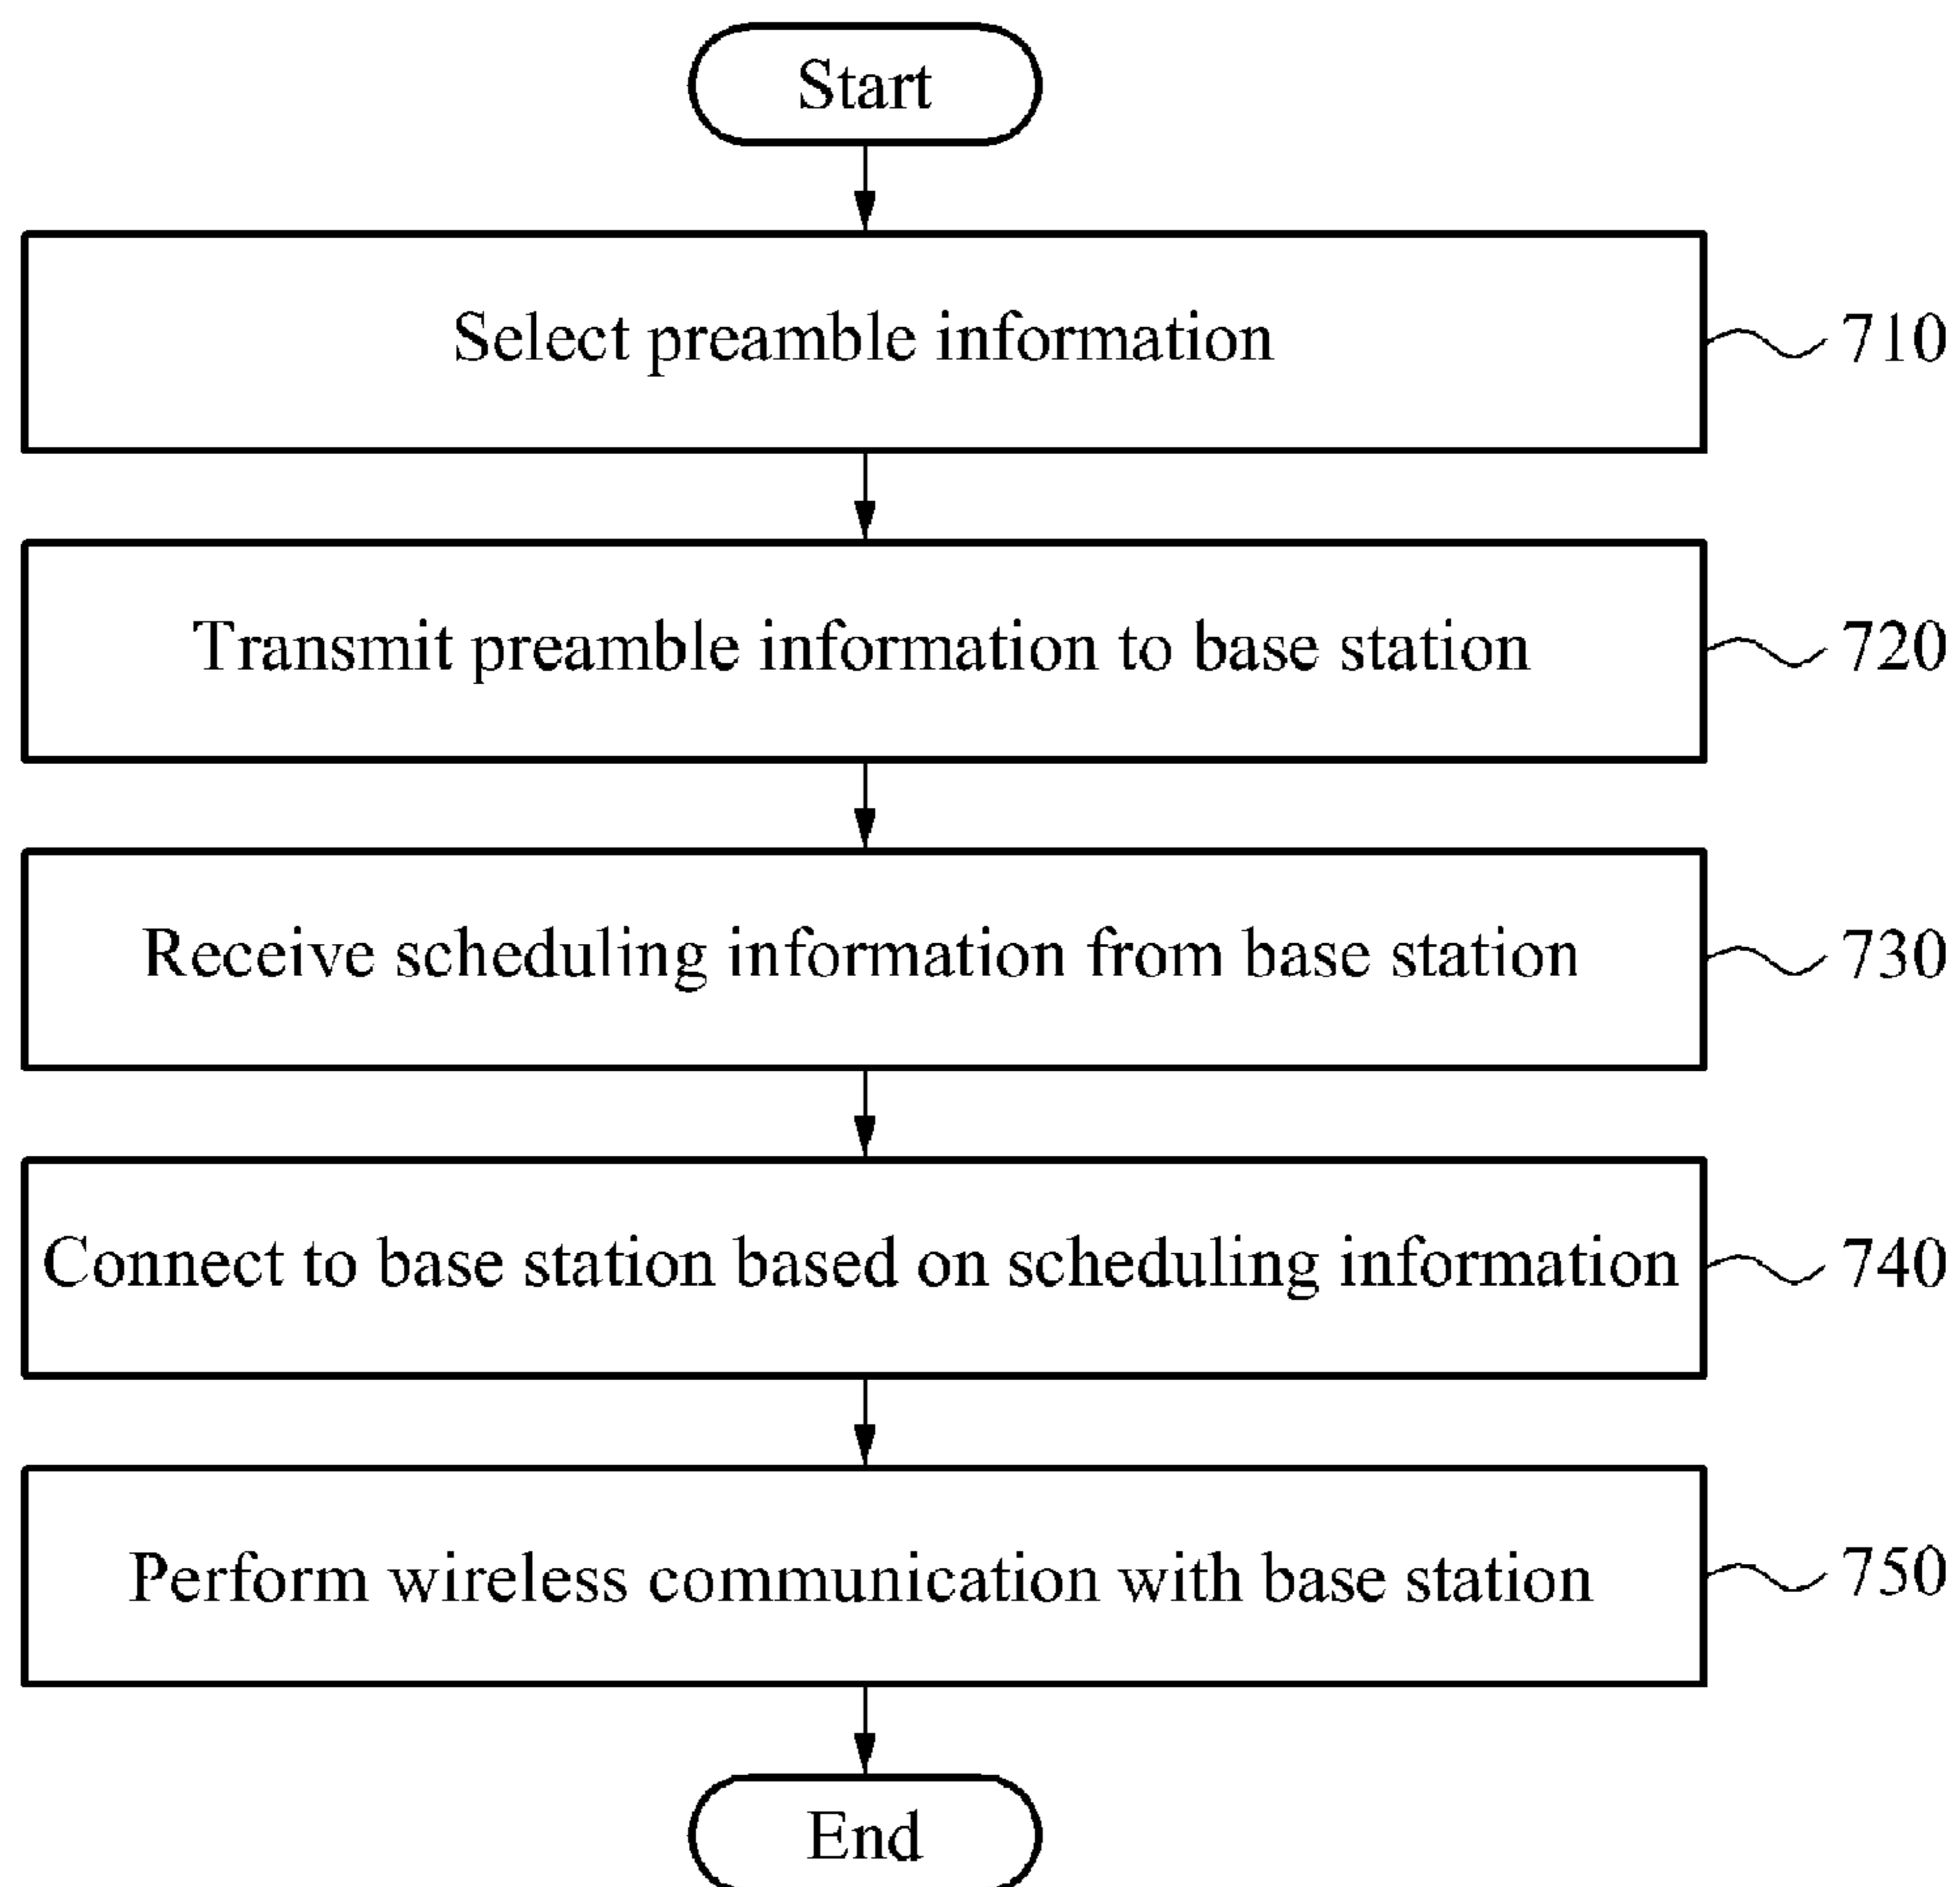 Start
Select preamble information
710
Transmit preamble information to base station
720
Receive scheduling information from base station
730
Connect to base station based on scheduling information
740
Perform wireless communication with base station
750
End